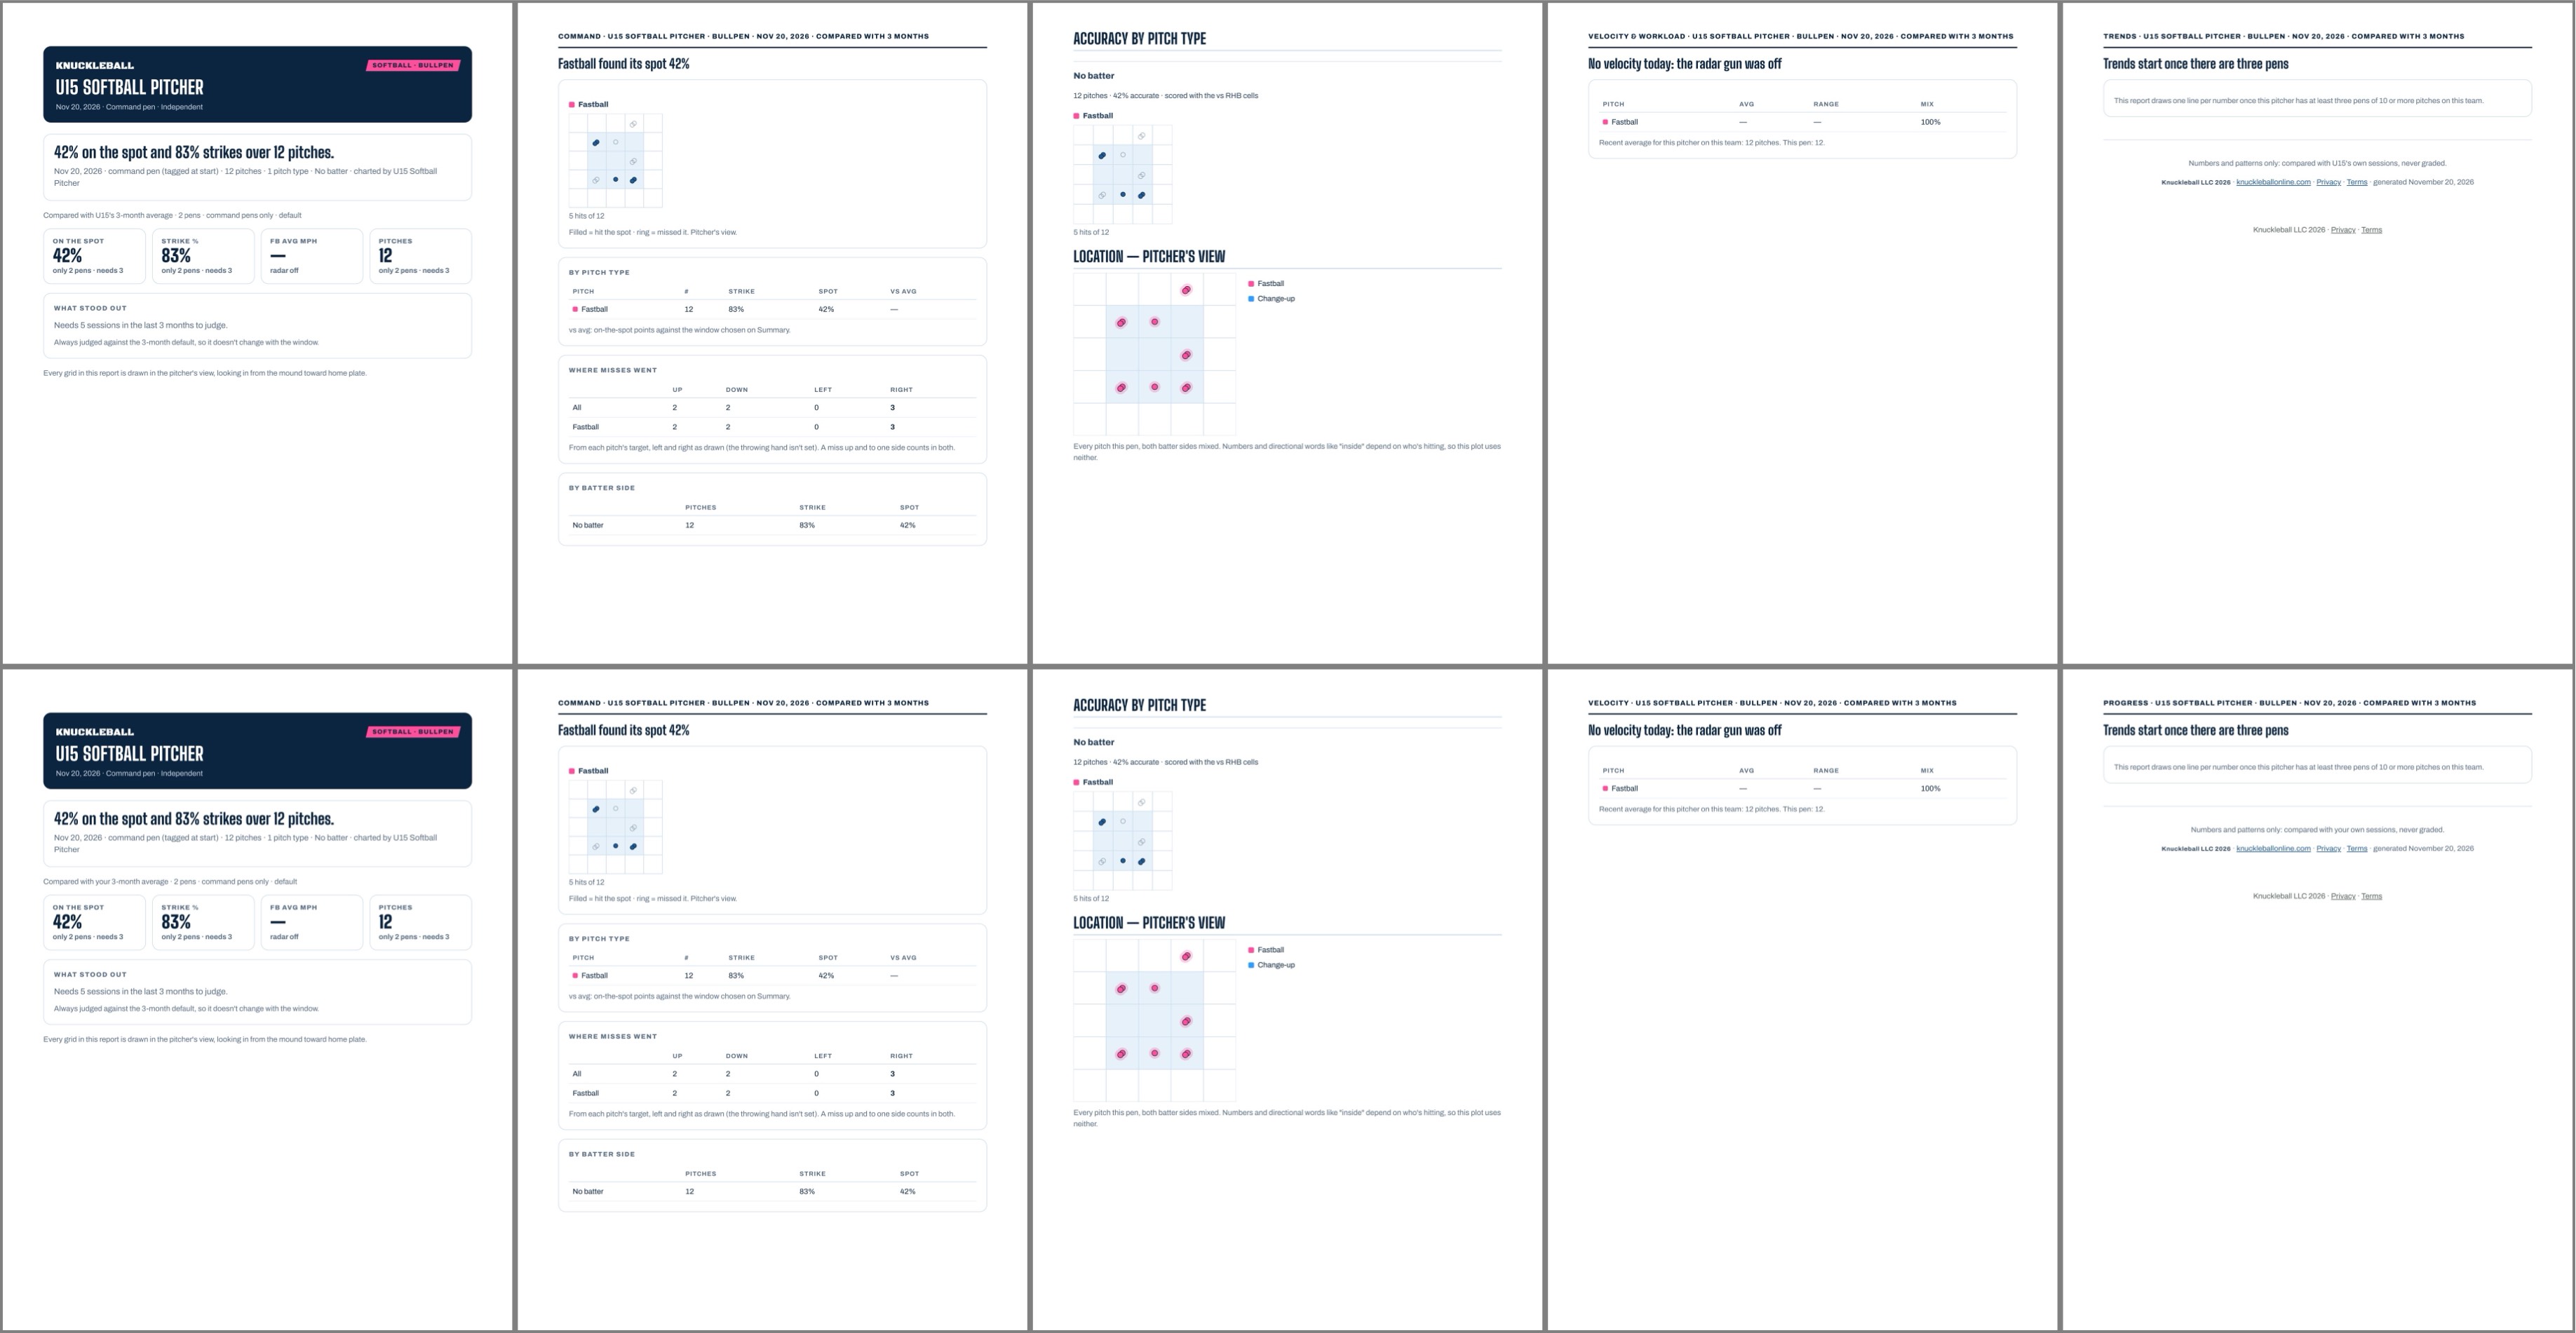 KNUCKLEBALL
SOFTBALL · BULLPEN
U15 SOFTBALL PITCHER
Nov 20, 2026 · Command pen · Independent
42% on the spot and 83% strikes over 12 pitches.
Nov 20, 2026 · command pen (tagged at start) · 12 pitches · 1 pitch type · No batter · charted by U15 Softball
Pitcher
Compared with U15's 3-month average · 2 pens · command pens only · default
ON THE SPOT
42%
only 2 pens · needs 3
STRIKE %
83%
only 2 pens · needs 3
FB AVG MPH
—
radar off
PITCHES
12
only 2 pens · needs 3
WHAT STOOD OUT
Needs 5 sessions in the last 3 months to judge.
Always judged against the 3-month default, so it doesn't change with the window.
Every grid in this report is drawn in the pitcher's view, looking in from the mound toward home plate.
COMMAND · U15 SOFTBALL PITCHER · BULLPEN · NOV 20, 2026 · COMPARED WITH 3 MONTHS
Fastball found its spot 42%
Fastball
5 hits of 12
Filled = hit the spot · ring = missed it. Pitcher's view.
BY PITCH TYPE
PITCH # STRIKE SPOT VS AVG
Fastball 12 83% 42% —
vs avg: on-the-spot points against the window chosen on Summary.
WHERE MISSES WENT
UP DOWN LEFT RIGHT
All 2 2 0 3
Fastball 2 2 0 3
From each pitch's target, left and right as drawn (the throwing hand isn't set). A miss up and to one side counts in both.
BY BATTER SIDE
PITCHES STRIKE SPOT
No batter 12 83% 42%
ACCURACY BY PITCH TYPE
No batter
12 pitches · 42% accurate · scored with the vs RHB cells
Fastball
5 hits of 12
LOCATION — PITCHER'S VIEW
Fastball
Change-up
Every pitch this pen, both batter sides mixed. Numbers and directional words like "inside" depend on who's hitting, so this plot uses
neither.
VELOCITY & WORKLOAD · U15 SOFTBALL PITCHER · BULLPEN · NOV 20, 2026 · COMPARED WITH 3 MONTHS
No velocity today: the radar gun was off
PITCH AVG RANGE MIX
Fastball — — 100%
Recent average for this pitcher on this team: 12 pitches. This pen: 12.
TRENDS · U15 SOFTBALL PITCHER · BULLPEN · NOV 20, 2026 · COMPARED WITH 3 MONTHS
Trends start once there are three pens
This report draws one line per number once this pitcher has at least three pens of 10 or more pitches on this team.
Numbers and patterns only: compared with U15's own sessions, never graded.
Knuckleball LLC 2026 · knuckleballonline.com · Privacy · Terms · generated November 20, 2026
Knuckleball LLC 2026 · Privacy · Terms
KNUCKLEBALL
SOFTBALL · BULLPEN
U15 SOFTBALL PITCHER
Nov 20, 2026 · Command pen · Independent
42% on the spot and 83% strikes over 12 pitches.
Nov 20, 2026 · command pen (tagged at start) · 12 pitches · 1 pitch type · No batter · charted by U15 Softball
Pitcher
Compared with your 3-month average · 2 pens · command pens only · default
ON THE SPOT
42%
only 2 pens · needs 3
STRIKE %
83%
only 2 pens · needs 3
FB AVG MPH
—
radar off
PITCHES
12
only 2 pens · needs 3
WHAT STOOD OUT
Needs 5 sessions in the last 3 months to judge.
Always judged against the 3-month default, so it doesn't change with the window.
Every grid in this report is drawn in the pitcher's view, looking in from the mound toward home plate.
COMMAND · U15 SOFTBALL PITCHER · BULLPEN · NOV 20, 2026 · COMPARED WITH 3 MONTHS
Fastball found its spot 42%
Fastball
5 hits of 12
Filled = hit the spot · ring = missed it. Pitcher's view.
BY PITCH TYPE
PITCH # STRIKE SPOT VS AVG
Fastball 12 83% 42% —
vs avg: on-the-spot points against the window chosen on Summary.
WHERE MISSES WENT
UP DOWN LEFT RIGHT
All 2 2 0 3
Fastball 2 2 0 3
From each pitch's target, left and right as drawn (the throwing hand isn't set). A miss up and to one side counts in both.
BY BATTER SIDE
PITCHES STRIKE SPOT
No batter 12 83% 42%
ACCURACY BY PITCH TYPE
No batter
12 pitches · 42% accurate · scored with the vs RHB cells
Fastball
5 hits of 12
LOCATION — PITCHER'S VIEW
Fastball
Change-up
Every pitch this pen, both batter sides mixed. Numbers and directional words like "inside" depend on who's hitting, so this plot uses
neither.
VELOCITY · U15 SOFTBALL PITCHER · BULLPEN · NOV 20, 2026 · COMPARED WITH 3 MONTHS
No velocity today: the radar gun was off
PITCH AVG RANGE MIX
Fastball — — 100%
Recent average for this pitcher on this team: 12 pitches. This pen: 12.
PROGRESS · U15 SOFTBALL PITCHER · BULLPEN · NOV 20, 2026 · COMPARED WITH 3 MONTHS
Trends start once there are three pens
This report draws one line per number once this pitcher has at least three pens of 10 or more pitches on this team.
Numbers and patterns only: compared with your own sessions, never graded.
Knuckleball LLC 2026 · knuckleballonline.com · Privacy · Terms · generated November 20, 2026
Knuckleball LLC 2026 · Privacy · Terms